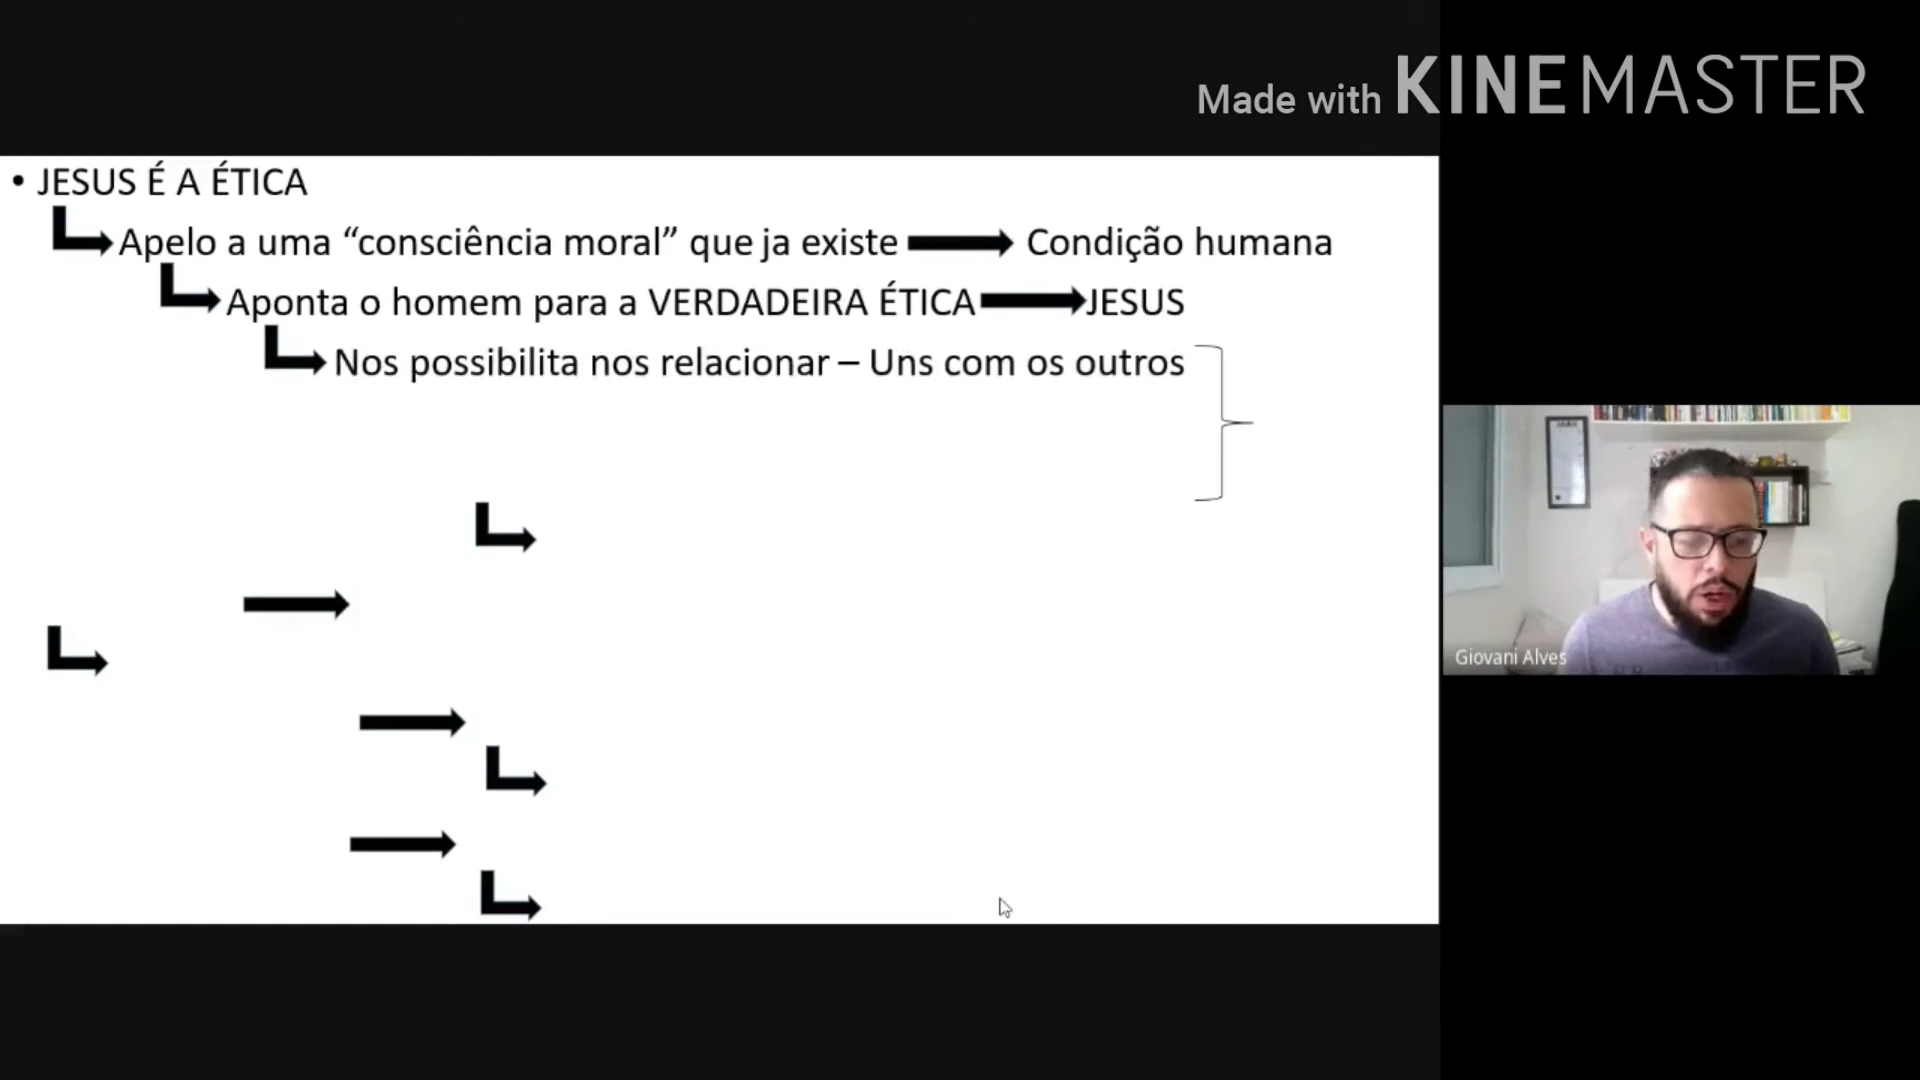 Made with KINEMASTER
• JESUS É A ÉTICA
Apelo a uma “consciência moral” que ja existe Condição humana
Aponta o homem para a VERDADEIRA ÉTICA JESUS
Nos possibilita nos relacionar – Uns com os outros
Giovani Alves